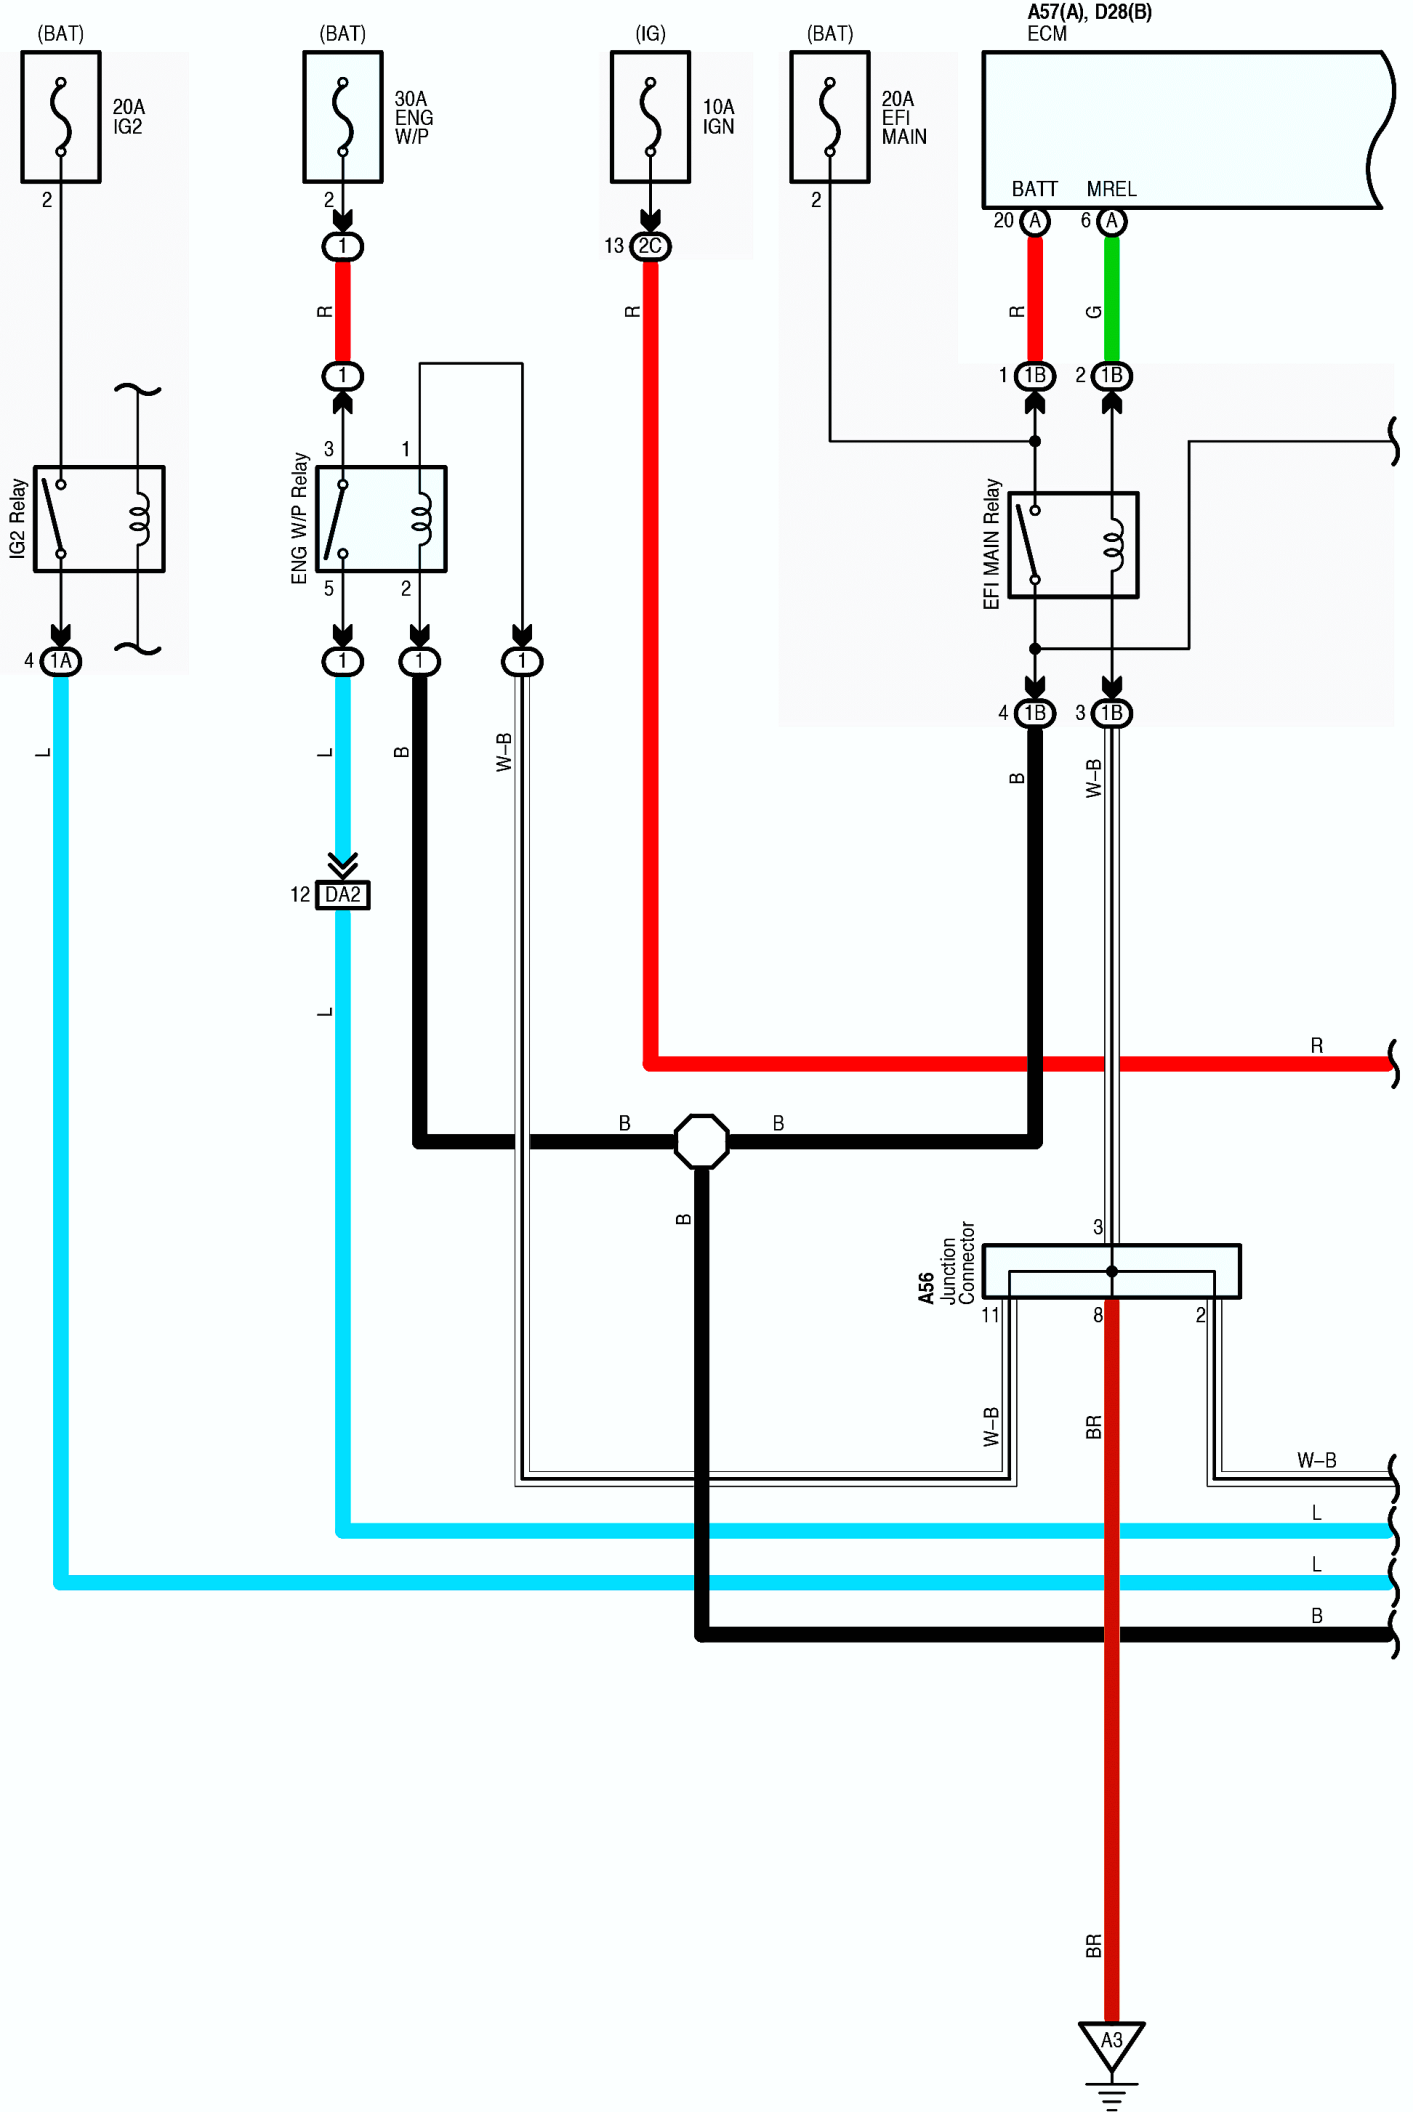 A57(A), D28(B)
(BAT)
(BAT)
(IG)
(BAT)
ECM
20A
IG2
30A
ENG
W/P
10A
IGN
20A
EFI
MAIN
BATT
MREL
2
2
2
20
A
6
A
1
13
2C
R
R
R
G
1
1
1B
2
1B
3
1
IG2 Relay
ENG W/P Relay
EFI MAIN Relay
5
2
4
1A
1
1
1
4
1B
3
1B
L
L
B
W-B
B
W-B
12
DA2
L
R
B
B
B
3
A56
Junction
Connector
11
8
2
W-B
BR
W-B
L
L
B
BR
A3